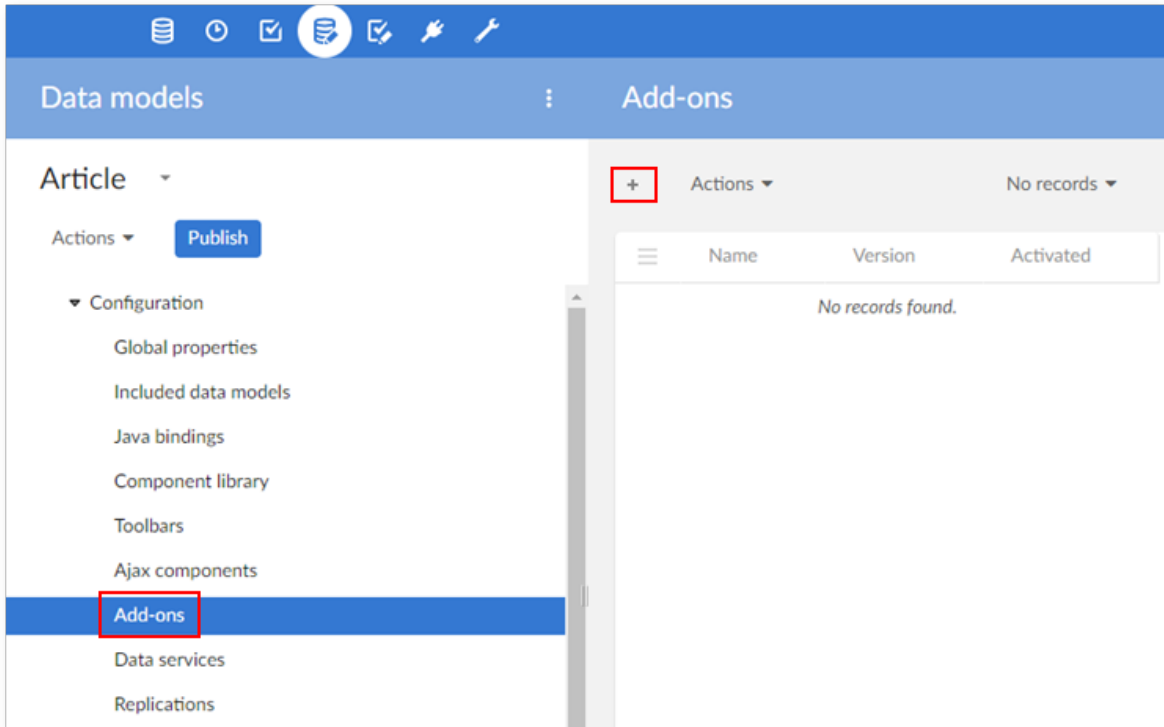 Data models
Add-ons
Article
Actions
Publish
Configuration
Global properties
Included data models
Java bindings
Component library
Toolbars
Ajax components
Add-ons
Data services
Replications
+ Actions No records
Name Version Activated
No records found.